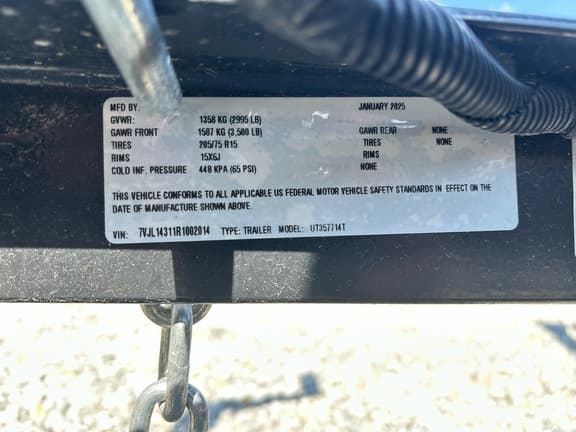 MFD BY: JANUARY 2025
GVWR: 1358 KG (2995 LB)
GAWR FRONT 1587 KG (3,500 LB) GAWR REAR NONE
TIRES 205/75 R15 TIRES NONE
RIMS 15X6J RIMS
COLD INF. PRESSURE 448 KPA (65 PSI)
THIS VEHICLE CONFORMS TO ALL APPLICABLE US FEDERAL MOTOR VEHICLE SAFETY STANDARDS IN EFFECT ON THE
DATE OF MANUFACTURE SHOWN ABOVE.
VIN: 7VJL14311R1002014 TYPE: TRAILER MODEL: UT357714T